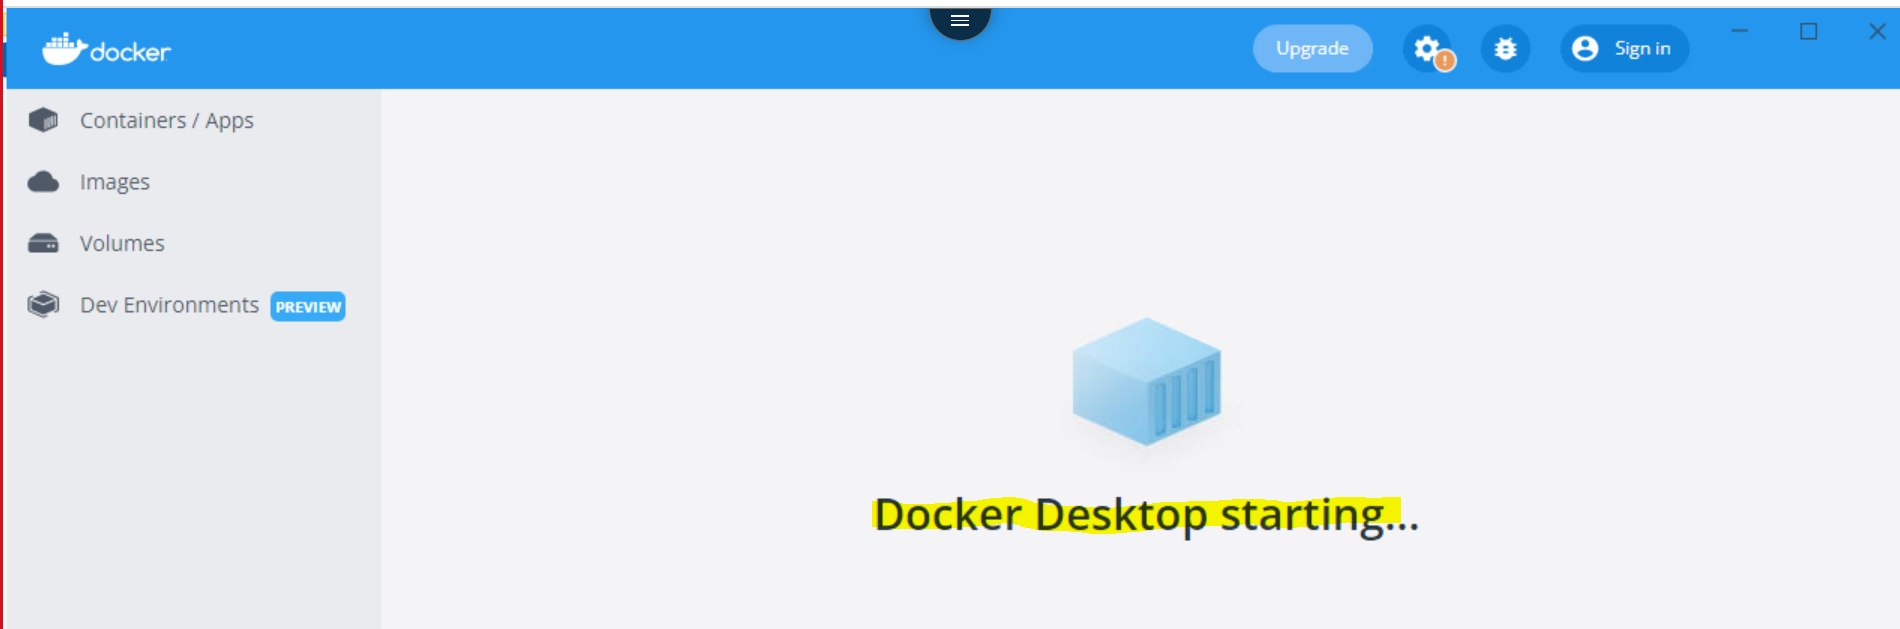 docker
Upgrade
!
Sign in
Containers / Apps
Images
Volumes
Dev Environments PREVIEW
Docker Desktop starting...